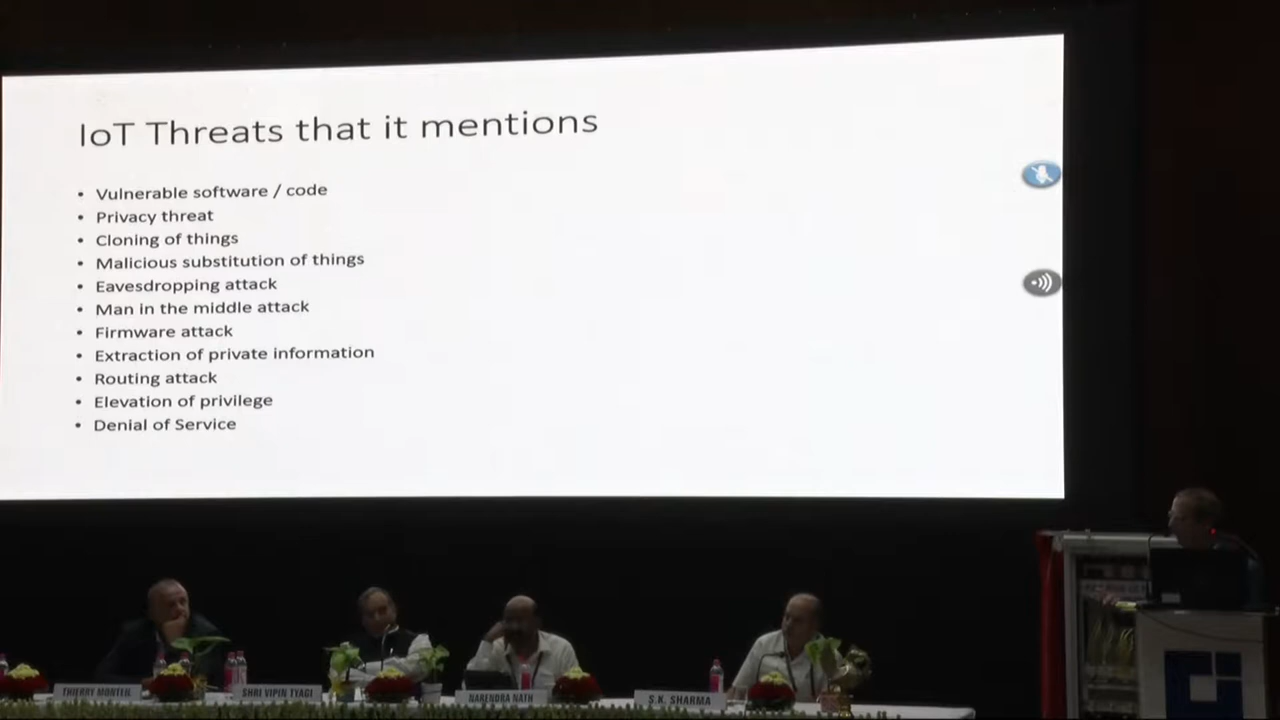 IoT Threats that it mentions
• Vulnerable software / code
• Privacy threat
• Cloning of things
• Malicious substitution of things
• Eavesdropping attack
• Man in the middle attack
• Firmware attack
• Extraction of private information
• Routing attack
• Elevation of privilege
• Denial of Service
THIERRY MONTEIL
SHRI VIPIN TYAGI
NARENDRA NATH
S.K. SHARMA